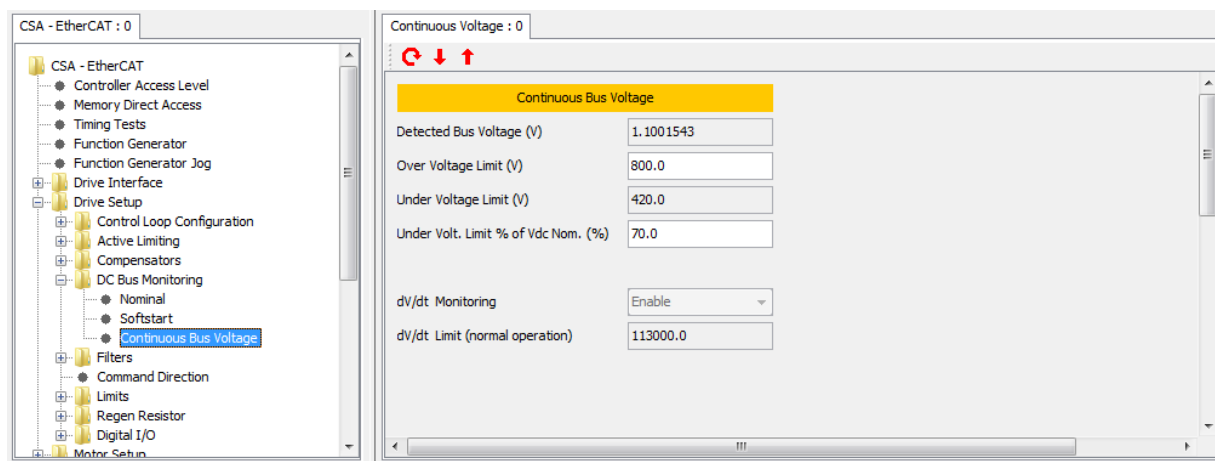 CSA - EtherCAT : 0
CSA - EtherCAT
Controller Access Level
Memory Direct Access
Timing Tests
Function Generator
Function Generator Jog
Drive Interface
Drive Setup
Control Loop Configuration
Active Limiting
Compensators
DC Bus Monitoring
Nominal
Softstart
Continuous Bus Voltage
Filters
Command Direction
Limits
Regen Resistor
Digital I/O
Motor Setup
Continuous Voltage : 0
Continuous Bus Voltage
Detected Bus Voltage (V) 1.1001543
Over Voltage Limit (V) 800.0
Under Voltage Limit (V) 420.0
Under Volt. Limit % of Vdc Nom. (%) 70.0
dV/dt Monitoring Enable
dV/dt Limit (normal operation) 113000.0